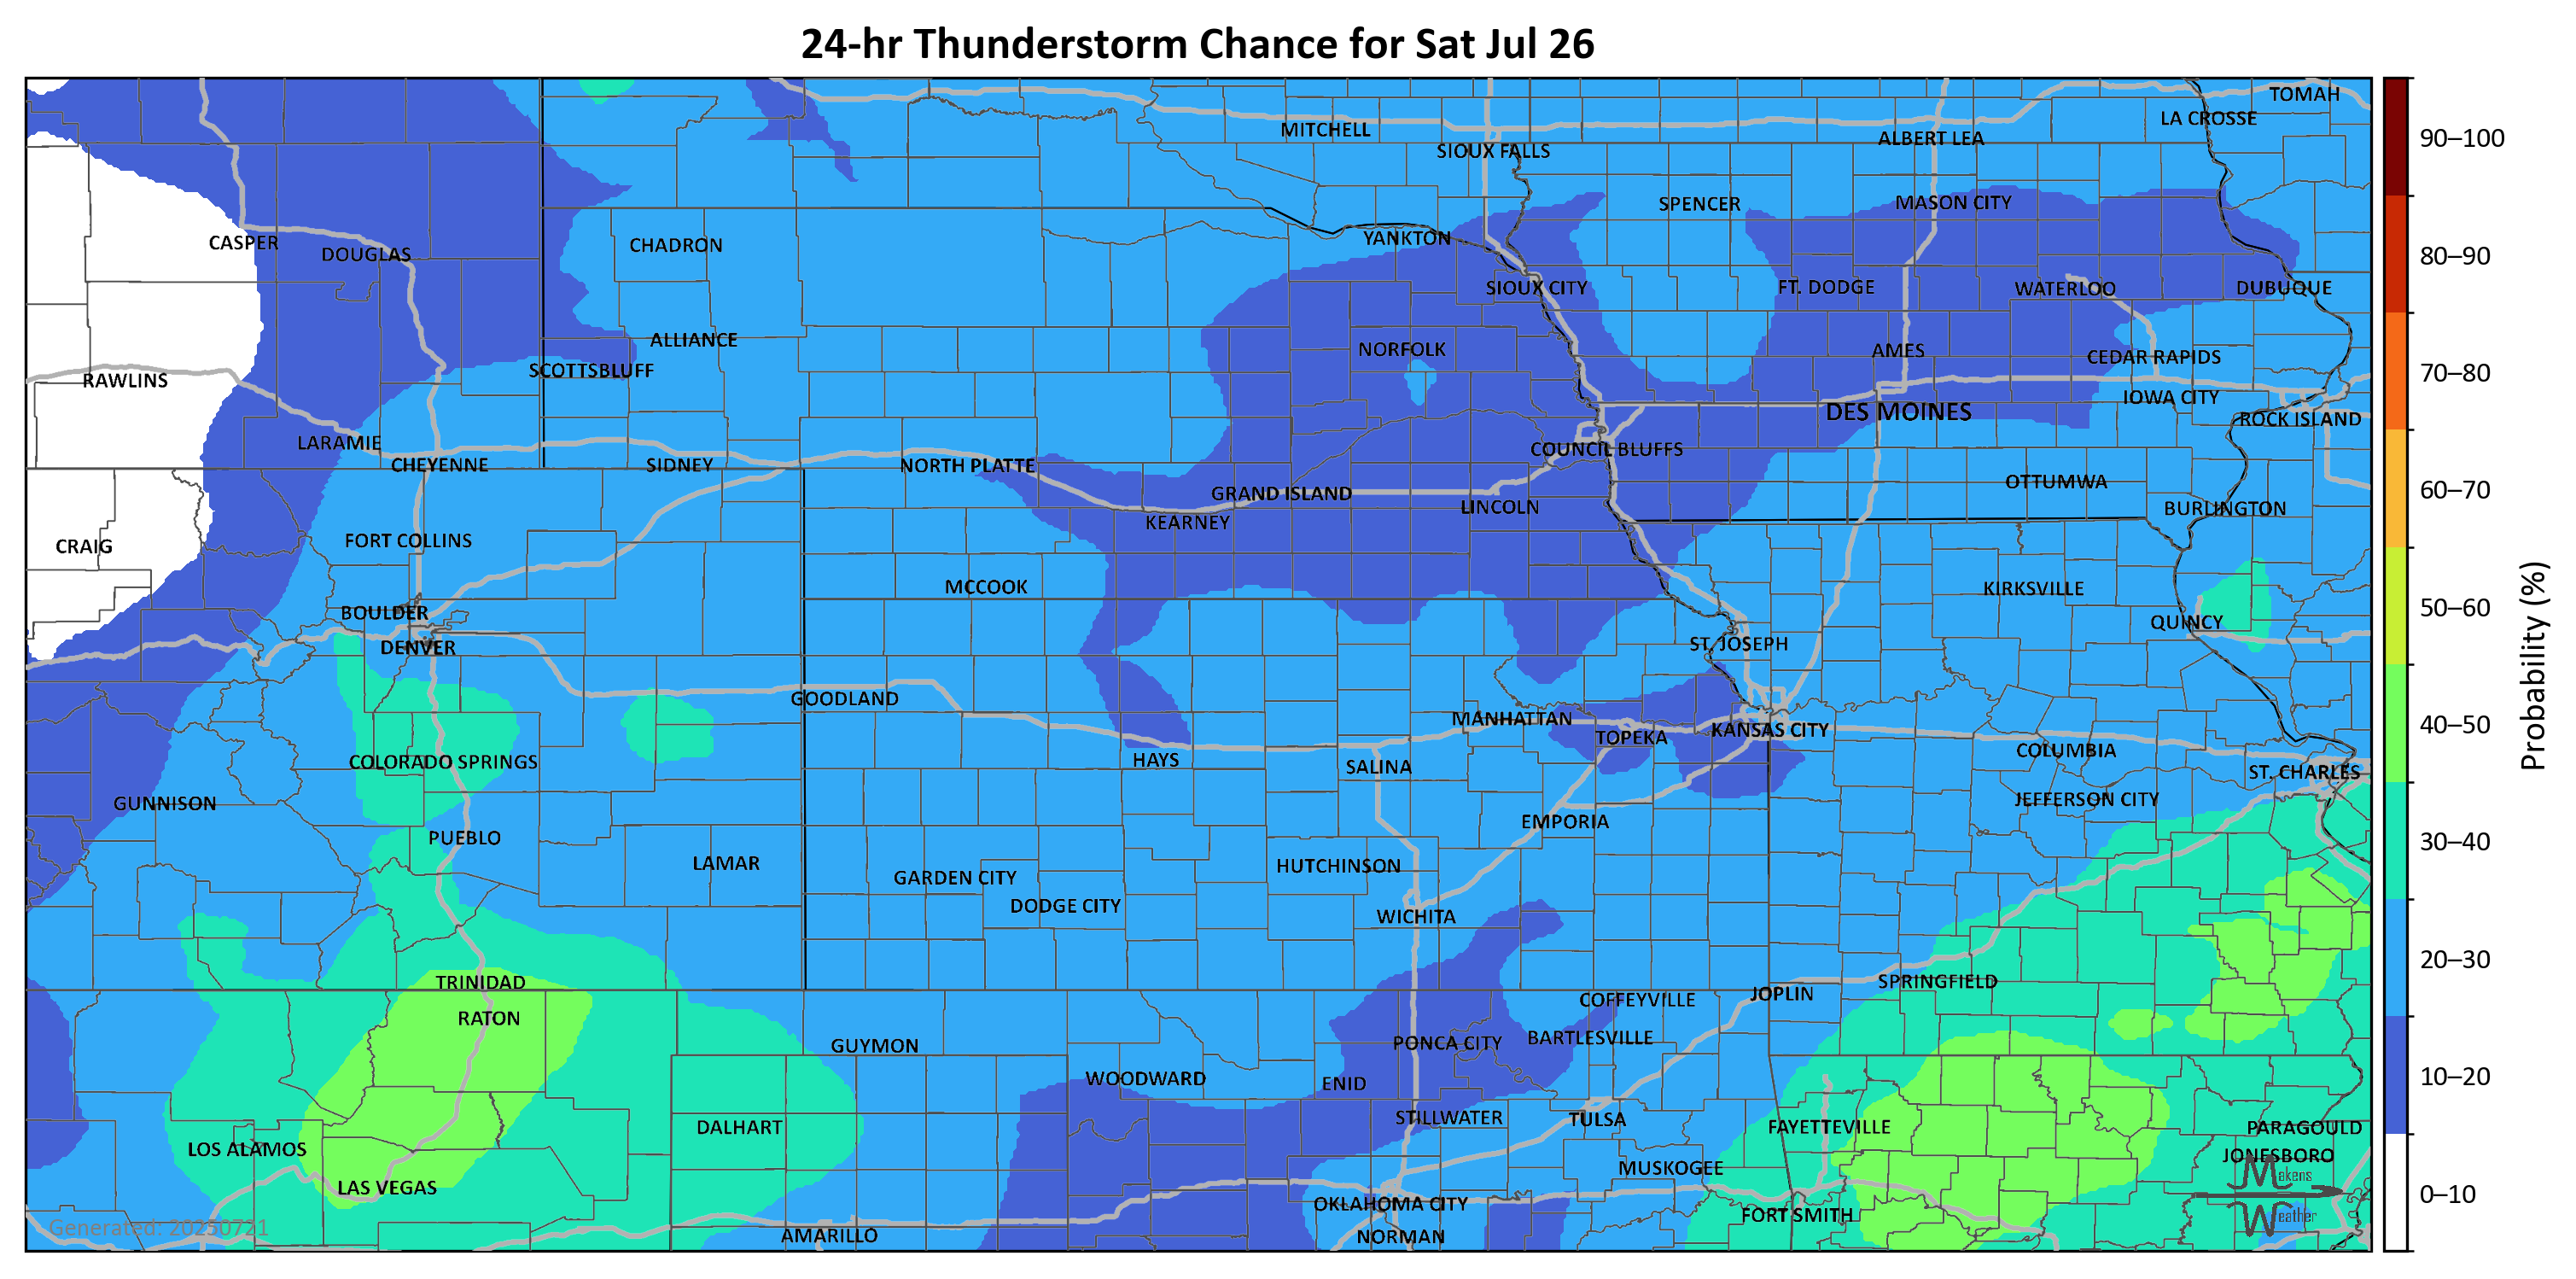 24-hr Thunderstorm Chance for Sat Jul 26
TOMAH
LA CROSSE
MITCHELL
ALBERT LEA
SIOUX FALLS
SPENCER
MASON CITY
CASPER
DOUGLAS
CHADRON
YANKTON
SIOUX CITY
FT. DODGE
WATERLOO
DUBUQUE
ALLIANCE
NORFOLK
AMES
CEDAR RAPIDS
RAWLINS
SCOTTSBLUFF
IOWA CITY
DES MOINES
ROCK ISLAND
LARAMIE
COUNCIL BLUFFS
CHEYENNE
SIDNEY
NORTH PLATTE
OTTUMWA
GRAND ISLAND
LINCOLN
BURLINGTON
KEARNEY
CRAIG
FORT COLLINS
MCCOOK
KIRKSVILLE
BOULDER
QUINCY
DENVER
ST. JOSEPH
GOODLAND
MANHATTAN
TOPEKA
KANSAS CITY
COLUMBIA
COLORADO SPRINGS
HAYS
SALINA
ST. CHARLES
GUNNISON
JEFFERSON CITY
EMPORIA
PUEBLO
LAMAR
HUTCHINSON
GARDEN CITY
DODGE CITY
WICHITA
TRINIDAD
SPRINGFIELD
JOPLIN
COFFEYVILLE
RATON
BARTLESVILLE
PONCA CITY
GUYMON
WOODWARD
ENID
STILLWATER
TULSA
DALHART
FAYETTEVILLE
PARAGOULD
LOS ALAMOS
JONESBORO
MUSKOGEE
LAS VEGAS
OKLAHOMA CITY
FORT SMITH
AMARILLO
NORMAN
Generated: 20250721
Makens
Weather
90–100
80–90
70–80
60–70
50–60
40–50
30–40
20–30
10–20
0–10
Probability (%)